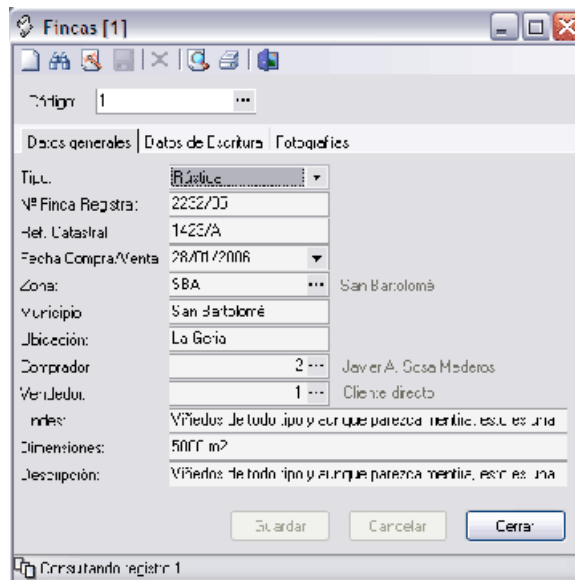 Fincas [1]
Código: 1 ...
Datos generales Datos de Escritura Fotografías
Tipo: Rústica
Nº Finca Registral: 2232/05
Ref. Catastral 1423/A
Fecha Compra/Venta 28/01/2006
Zona: SBA ... San Bartolomé
Municipio San Bartolomé
Ubicación: La Geria
Comprador 2 ... Javier A. Sosa Mederos
Vendedor: 1 ... Cliente directo
Lindes: Viñedos de todo tipo y aunque parezca mentira, esto es una
Dimensiones: 5000 m2
Descripción: Viñedos de todo tipo y aunque parezca mentira, esto es una
Guardar Cancelar Cerrar
Consultando registro 1